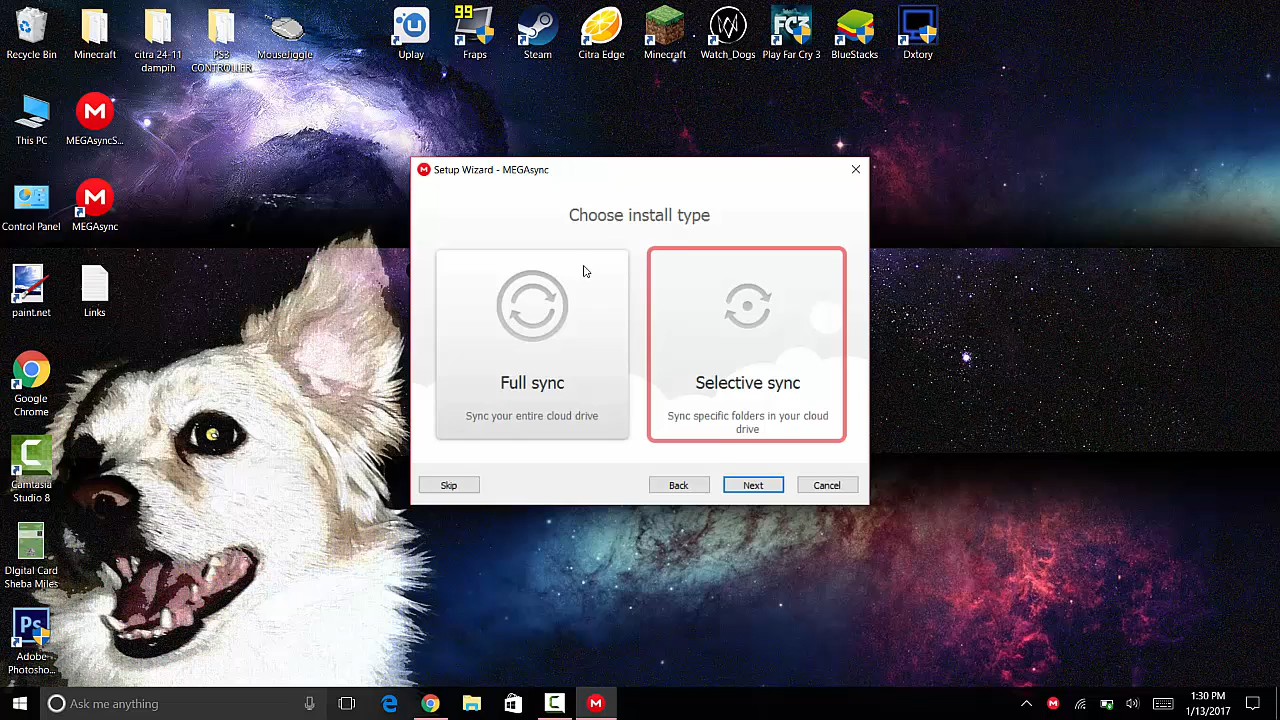 Recycle Bin
Minecraft
citra 24-11
dampih
PS3
CONTROLLER
MouseJiggle
Uplay
99
Fraps
Steam
Citra Edge
Minecraft
Watch_Dogs
FC3
Play Far Cry 3
BlueStacks
Dxtory
This PC
MEGAsyncS...
Control Panel
MEGAsync
paint.net
Links
Google
Chrome
Camtasia
Studio 8
Digital Card
Sheba Miles
Ps
Adobe
Photosho...
M Setup Wizard - MEGAsync
Choose install type
Full sync
Sync your entire cloud drive
Selective sync
Sync specific folders in your cloud
drive
Skip
Back
Next
Cancel
Ask me anything
1:30 PM
1/13/2017